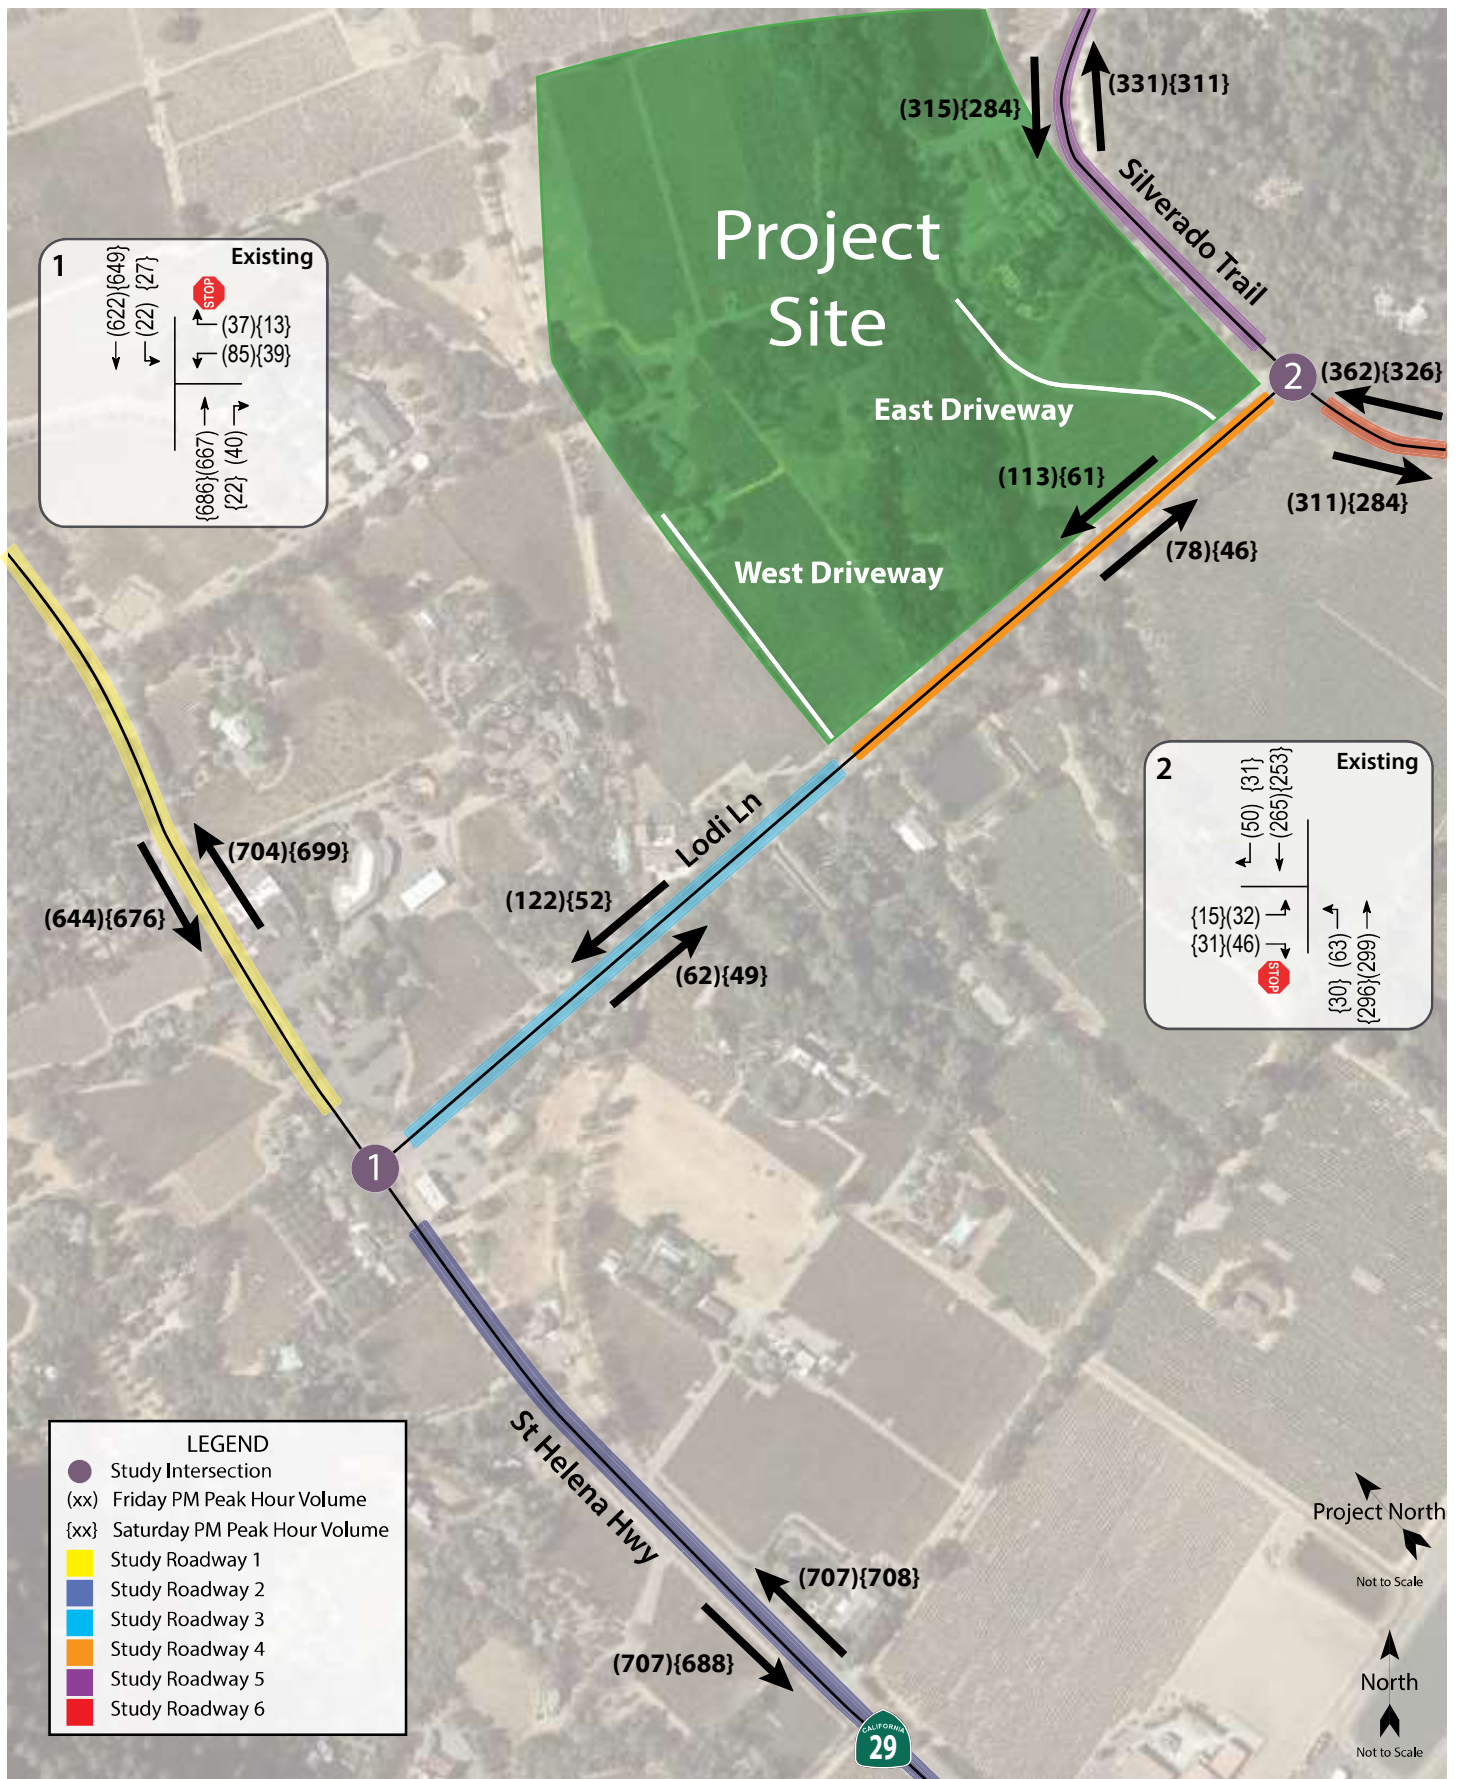 (315){284}
(331){311}
Silverado Trail
Project
Site
1
Existing
(622){649}
(22) {27}
STOP
(37){13}
(85){39}
{686}(667)
{22} (40)
2
(362){326}
East Driveway
(113){61}
(311){284}
(78){46}
West Driveway
2
Existing
(50) {31}
(265){253}
{15}(32)
{31}(46)
STOP
{30} (63)
{296}(299)
Lodi Ln
(704){699}
(644){676}
(122){52}
(62){49}
1
St Helena Hwy
LEGEND
Study Intersection
(xx) Friday PM Peak Hour Volume
{xx} Saturday PM Peak Hour Volume
Study Roadway 1
Study Roadway 2
Study Roadway 3
Study Roadway 4
Study Roadway 5
Study Roadway 6
(707){708}
(707){688}
CALIFORNIA
29
Project North
Not to Scale
North
Not to Scale